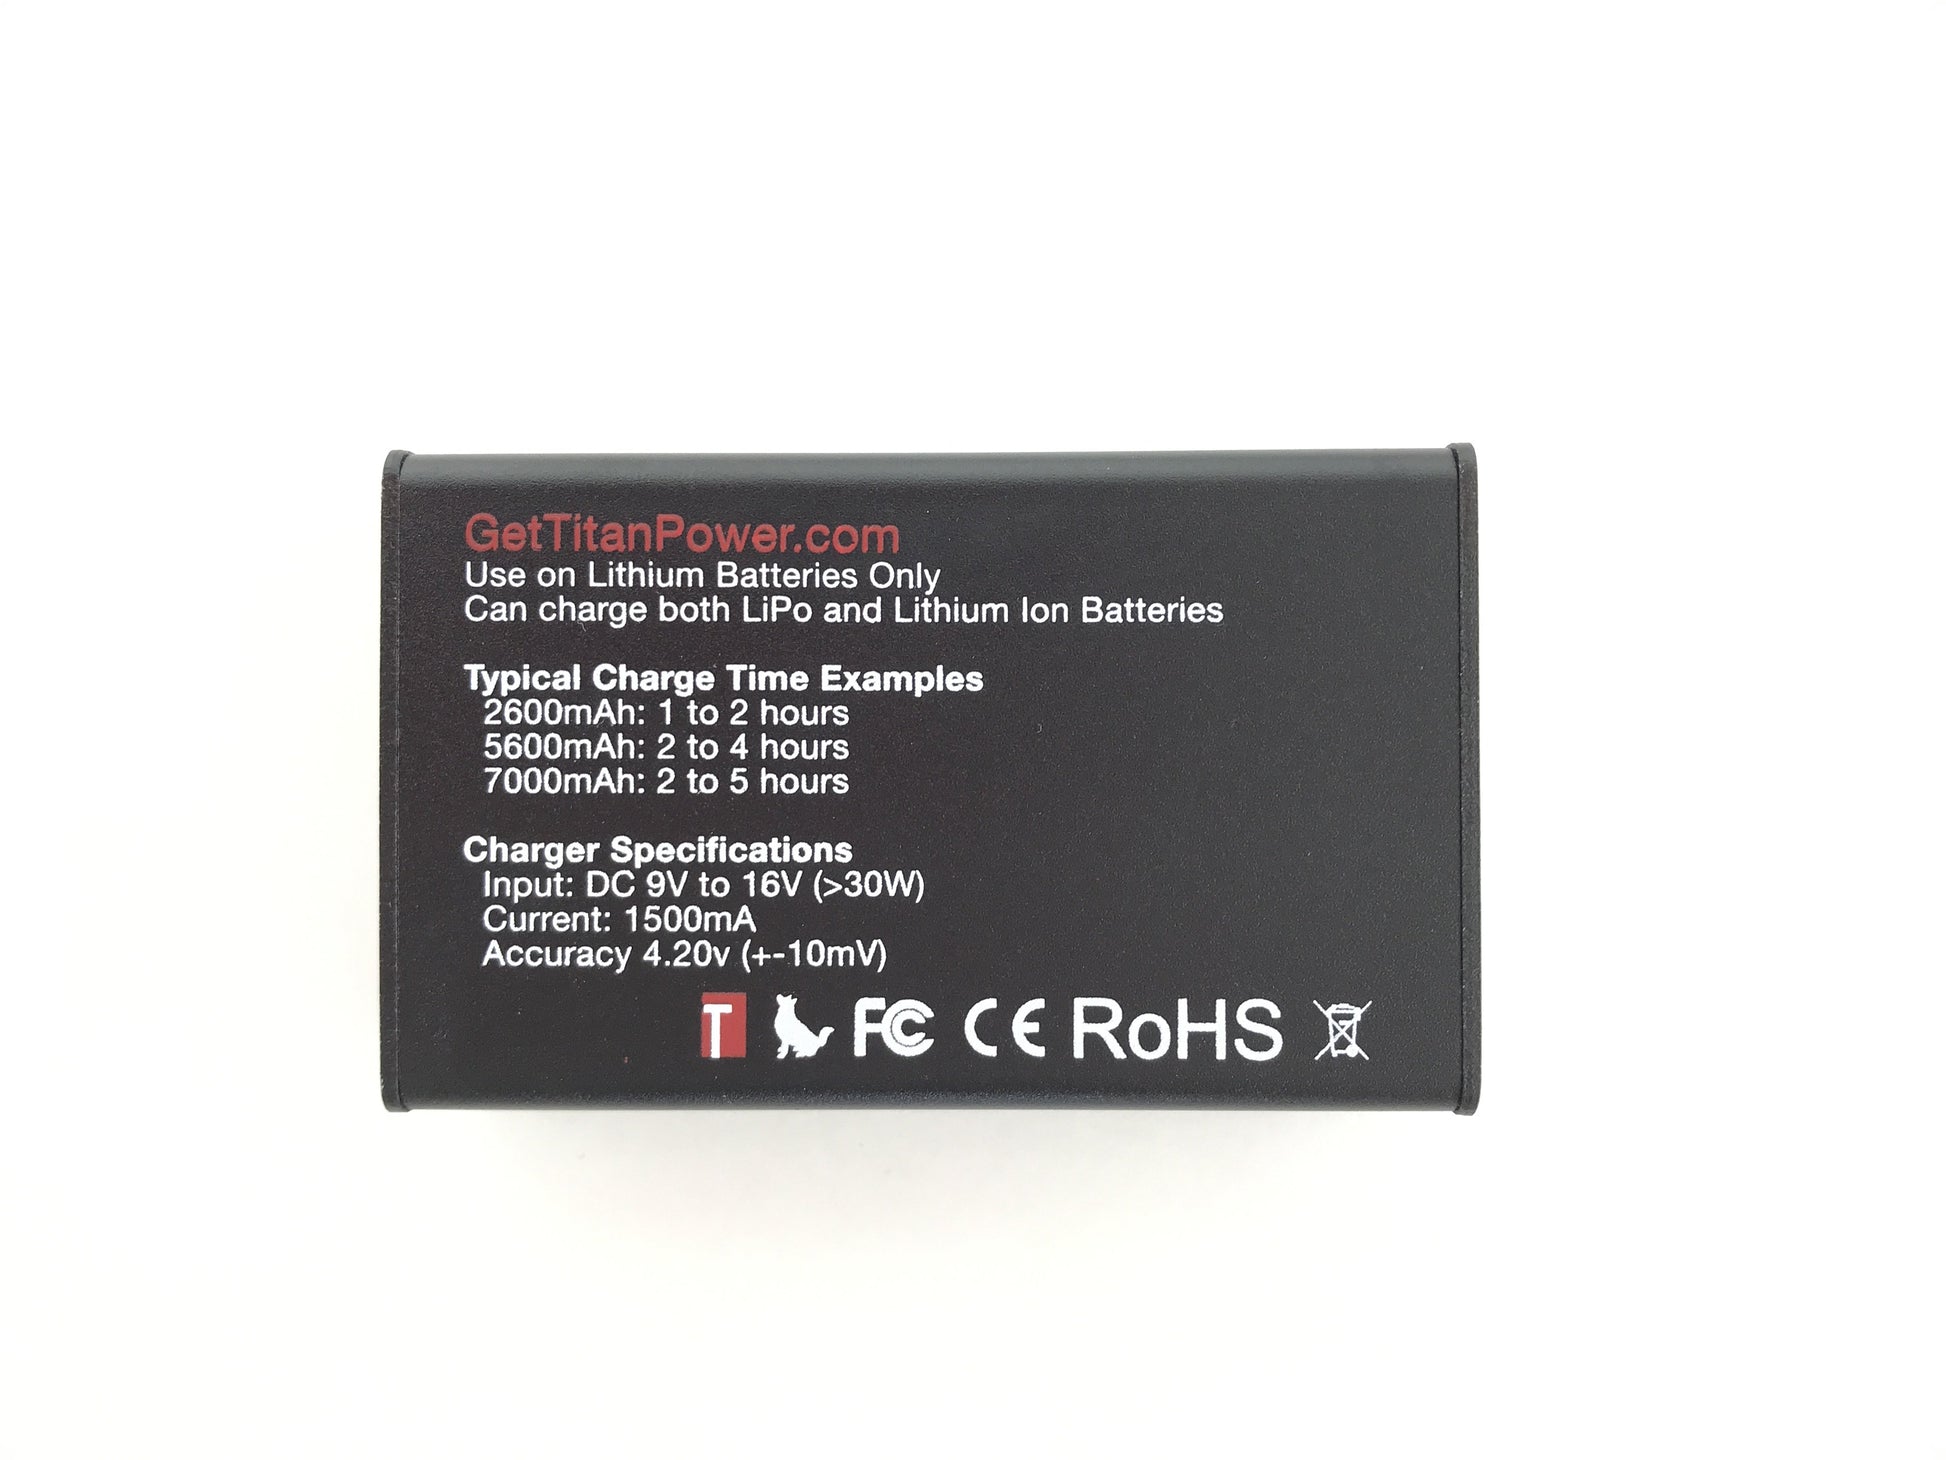 GetTitanPower.com
Use on Lithium Batteries Only
Can charge both LiPo and Lithium Ion Batteries
Typical Charge Time Examples
2600mAh: 1 to 2 hours
5600mAh: 2 to 4 hours
7000mAh: 2 to 5 hours
Charger Specifications
Input: DC 9V to 16V (>30W)
Current: 1500mA
Accuracy 4.20v (+-10mV)
T FC CE RoHS